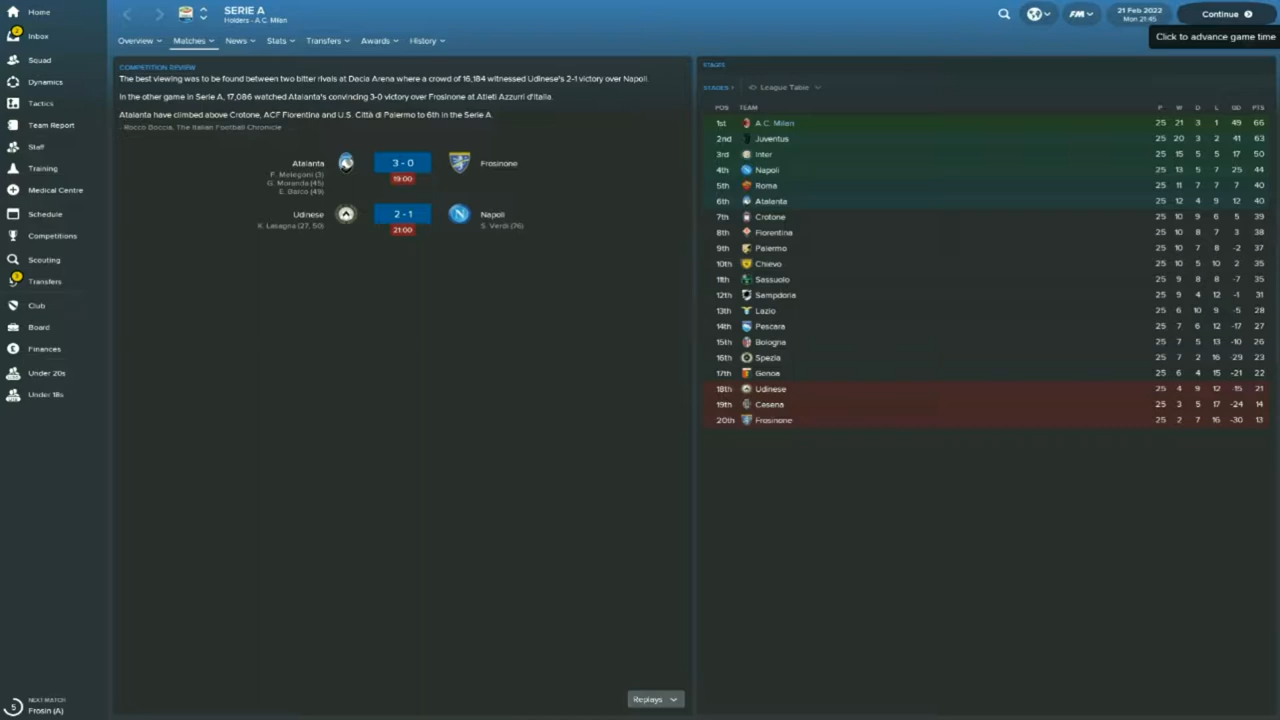 Home
Inbox
Squad
Dynamics
Tactics
Team Report
Staff
Training
Medical Centre
Schedule
Competitions
Scouting
Transfers
Club
Board
Finances
Under 20s
Under 18s
5 NEXT MATCH
Frosin (A)
SERIE A
Holders - A.C. Milan
FM
21 Feb 2022
Mon 21:45
Continue
Click to advance game time
Overview Matches News Stats Transfers Awards History
COMPETITION REVIEW
The best viewing was to be found between two bitter rivals at Dacia Arena where a crowd of 16,184 witnessed Udinese's 2-1 victory over Napoli.
In the other game in Serie A, 17,086 watched Atalanta's convincing 3-0 victory over Frosinone at Atleti Azzurri d'Italia.
Atalanta have climbed above Crotone, ACF Fiorentina and U.S. Città di Palermo to 6th in the Serie A.
- Rocco Boccia, The Italian Football Chronicle
Atalanta 3 - 0 Frosinone
F. Melegoni (3) 19:00
G. Moranda (45)
E. Barco (49)
Udinese 2 - 1 Napoli
K. Lasagna (27, 50) 21:00 S. Verdi (76)
Replays
STAGES
STAGES League Table
POS TEAM P W D L GD PTS
1st A.C. Milan 25 21 3 1 49 66
2nd Juventus 25 20 3 2 41 63
3rd Inter 25 15 5 5 17 50
4th Napoli 25 13 5 7 25 44
5th Roma 25 11 7 7 7 40
6th Atalanta 25 12 4 9 12 40
7th Crotone 25 10 9 6 5 39
8th Fiorentina 25 10 8 7 3 38
9th Palermo 25 10 7 8 -2 37
10th Chievo 25 10 5 10 2 35
11th Sassuolo 25 9 8 8 -7 35
12th Sampdoria 25 9 4 12 -1 31
13th Lazio 25 6 10 9 -5 28
14th Pescara 25 7 6 12 -17 27
15th Bologna 25 7 5 13 -10 26
16th Spezia 25 7 2 16 -29 23
17th Genoa 25 6 4 15 -21 22
18th Udinese 25 4 9 12 -15 21
19th Cesena 25 3 5 17 -24 14
20th Frosinone 25 2 7 16 -30 13